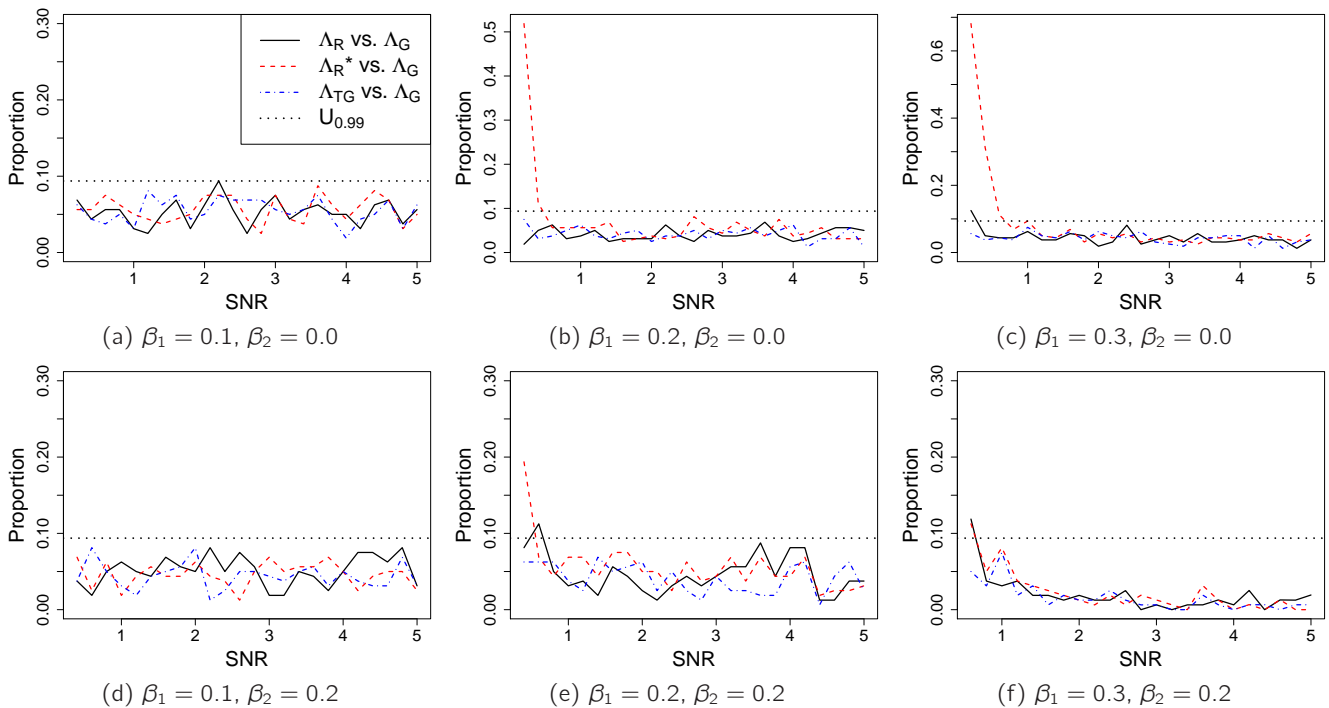 0.30
0.20
0.10
0.00
Proportion
Λ_R vs. Λ_G
Λ_R* vs. Λ_G
Λ_TG vs. Λ_G
U_0.99
1 2 3 4 5
SNR
(a) β₁ = 0.1, β₂ = 0.0
0.5
0.4
0.3
0.2
0.1
0.0
Proportion
1 2 3 4 5
SNR
(b) β₁ = 0.2, β₂ = 0.0
0.6
0.4
0.2
0.0
Proportion
1 2 3 4 5
SNR
(c) β₁ = 0.3, β₂ = 0.0
0.30
0.20
0.10
0.00
Proportion
1 2 3 4 5
SNR
(d) β₁ = 0.1, β₂ = 0.2
0.30
0.20
0.10
0.00
Proportion
1 2 3 4 5
SNR
(e) β₁ = 0.2, β₂ = 0.2
0.30
0.20
0.10
0.00
Proportion
1 2 3 4 5
SNR
(f) β₁ = 0.3, β₂ = 0.2